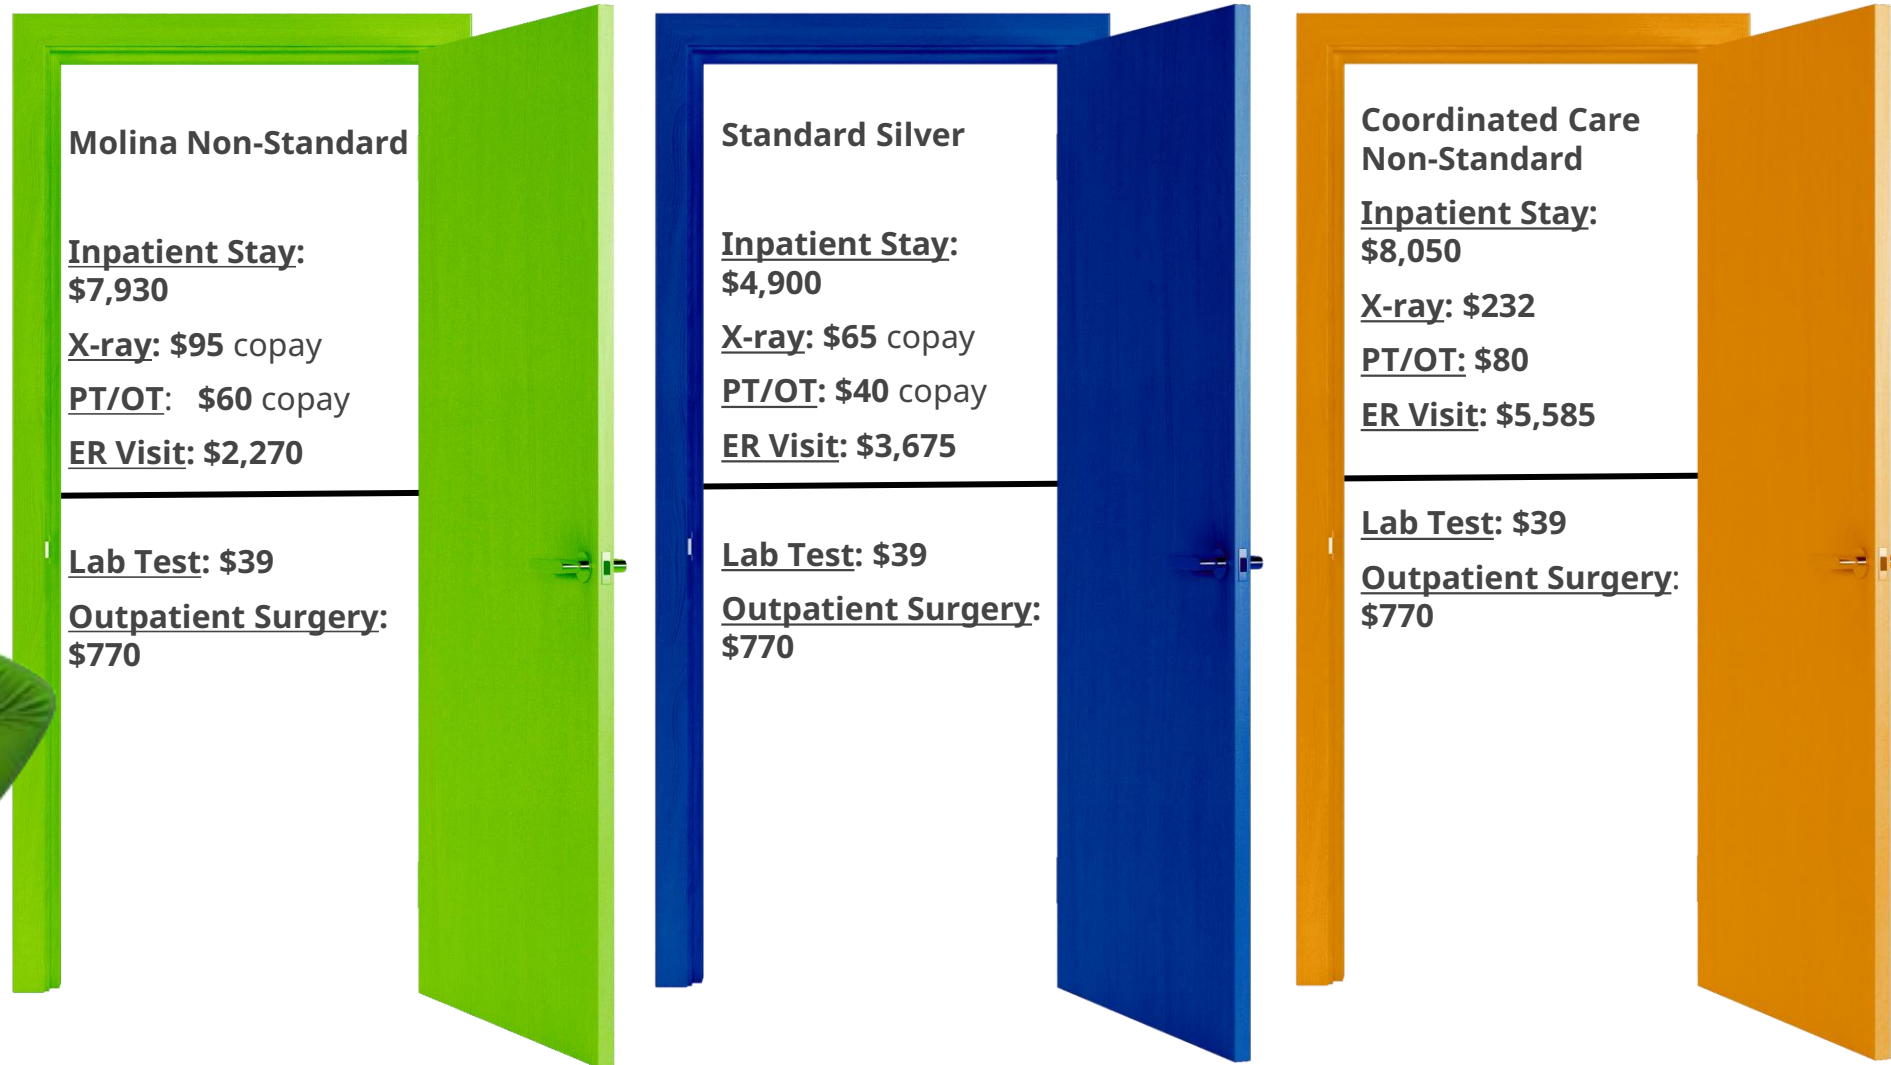 Molina Non-Standard
Inpatient Stay:
$7,930
X-ray: $95 copay
PT/OT: $60 copay
ER Visit: $2,270
Lab Test: $39
Outpatient Surgery:
$770
Standard Silver
Inpatient Stay:
$4,900
X-ray: $65 copay
PT/OT: $40 copay
ER Visit: $3,675
Lab Test: $39
Outpatient Surgery:
$770
Coordinated Care
Non-Standard
Inpatient Stay:
$8,050
X-ray: $232
PT/OT: $80
ER Visit: $5,585
Lab Test: $39
Outpatient Surgery:
$770